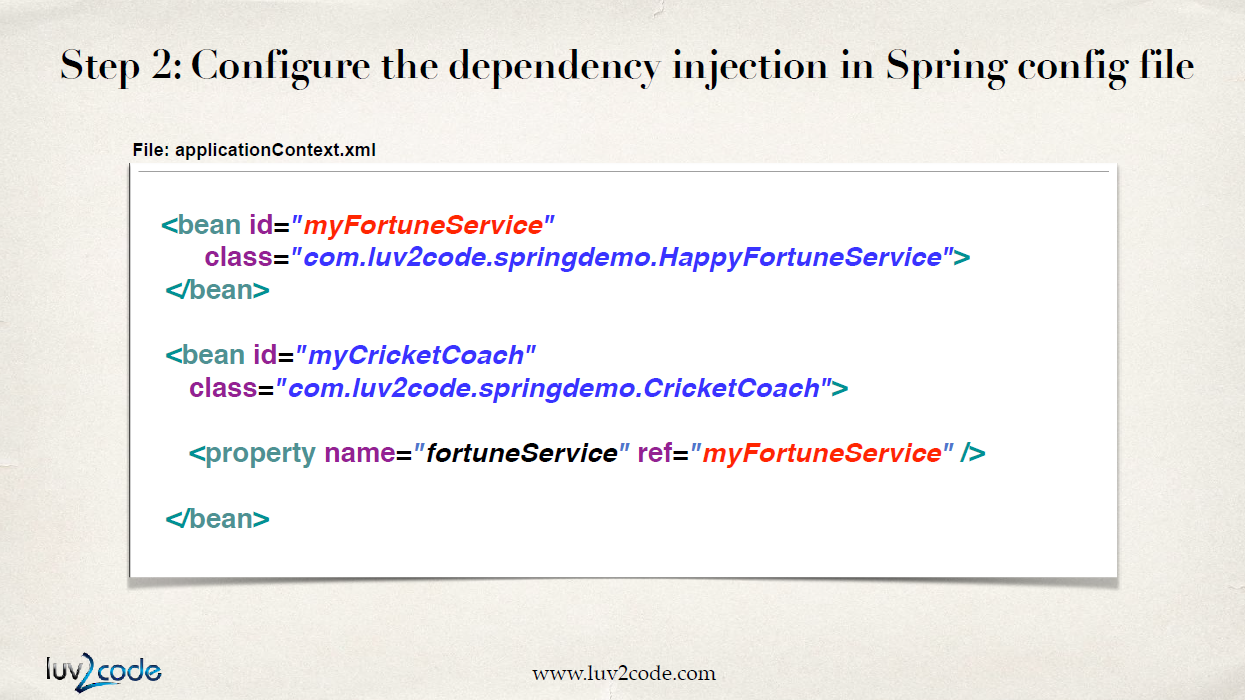 Step 2: Configure the dependency injection in Spring config file
File: applicationContext.xml
<bean id="myFortuneService"
class="com.luv2code.springdemo.HappyFortuneService">
</bean>
<bean id="myCricketCoach"
class="com.luv2code.springdemo.CricketCoach">
<property name="fortuneService" ref="myFortuneService" />
</bean>
luv2code
www.luv2code.com